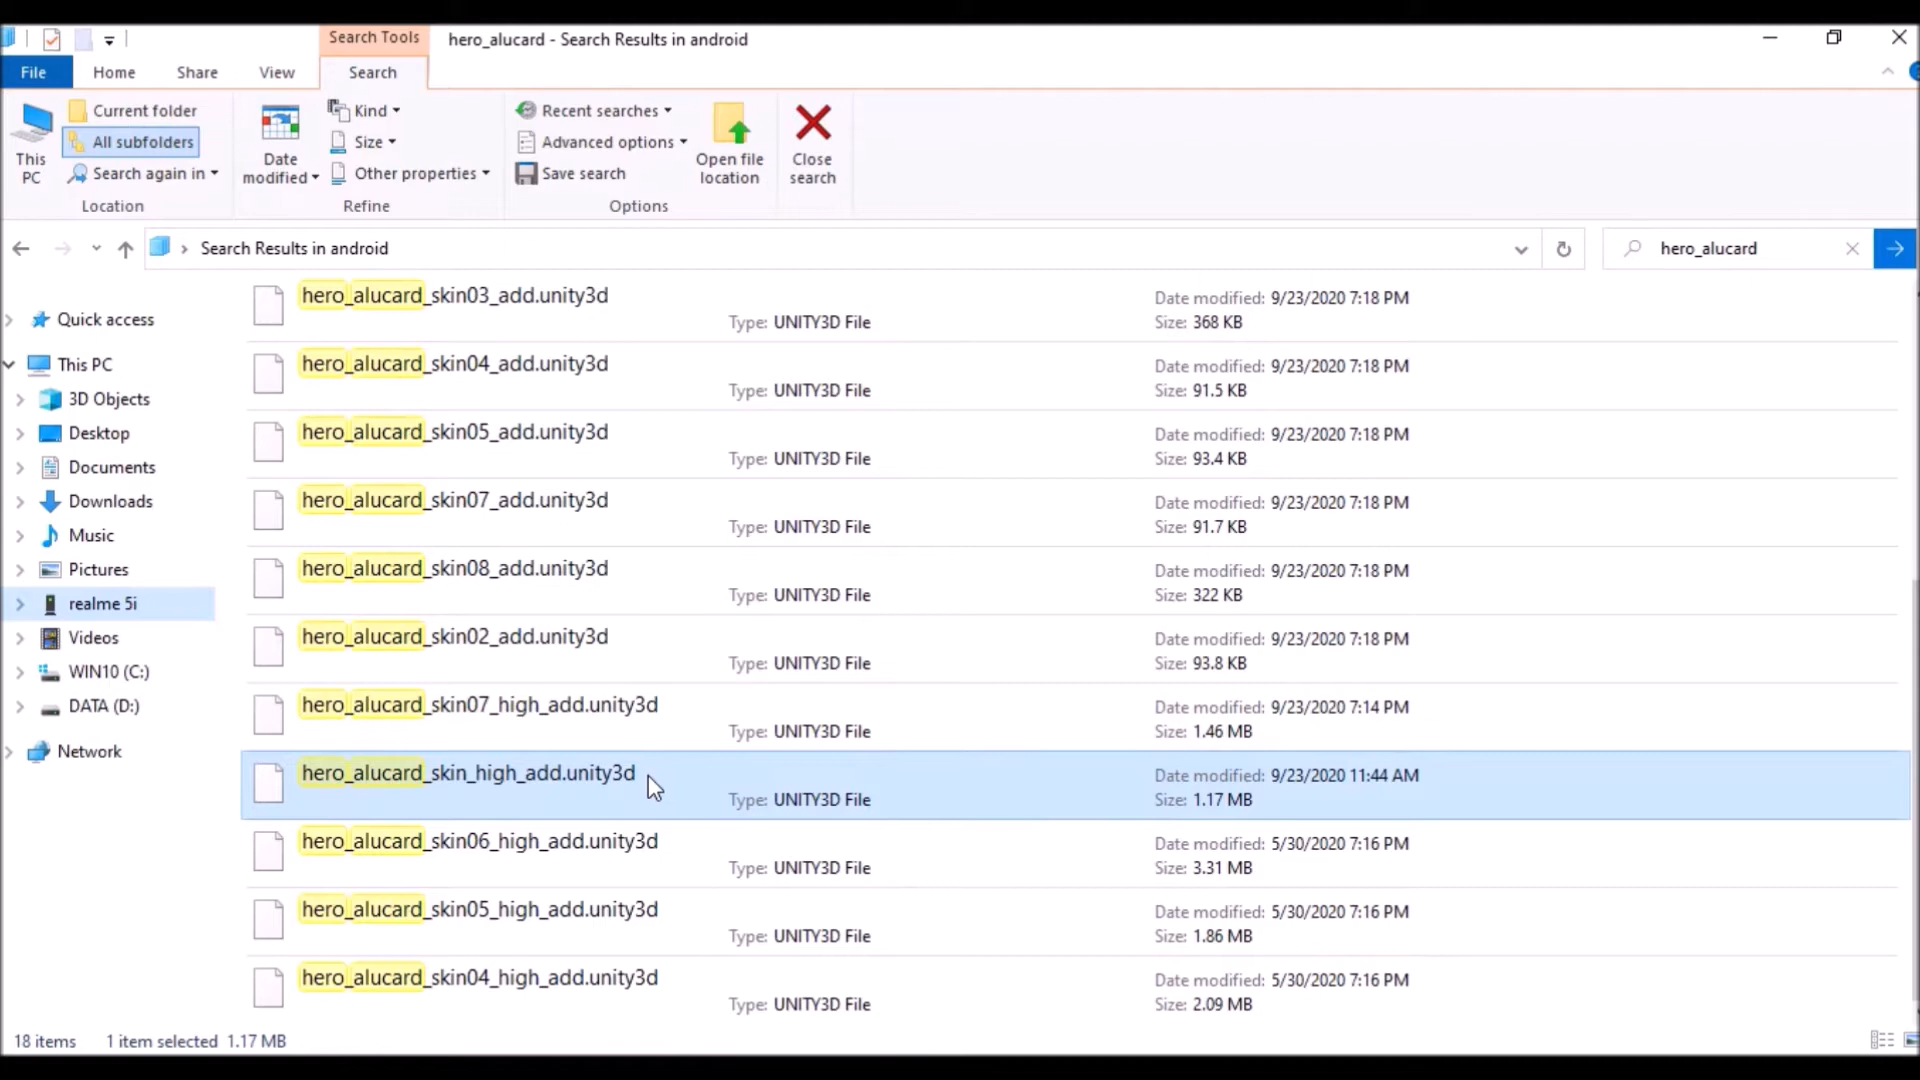 Search Tools
hero_alucard - Search Results in android
File
Home
Share
View
Search
This PC
Current folder
All subfolders
Search again in
Location
Date modified
Kind
Size
Other properties
Refine
Recent searches
Advanced options
Save search
Options
Open file location
Close search
Search Results in android
hero_alucard
Quick access
This PC
3D Objects
Desktop
Documents
Downloads
Music
Pictures
realme 5i
Videos
WIN10 (C:)
DATA (D:)
Network
hero_alucard_skin03_add.unity3d
Type: UNITY3D File
Date modified: 9/23/2020 7:18 PM
Size: 368 KB
hero_alucard_skin04_add.unity3d
Type: UNITY3D File
Date modified: 9/23/2020 7:18 PM
Size: 91.5 KB
hero_alucard_skin05_add.unity3d
Type: UNITY3D File
Date modified: 9/23/2020 7:18 PM
Size: 93.4 KB
hero_alucard_skin07_add.unity3d
Type: UNITY3D File
Date modified: 9/23/2020 7:18 PM
Size: 91.7 KB
hero_alucard_skin08_add.unity3d
Type: UNITY3D File
Date modified: 9/23/2020 7:18 PM
Size: 322 KB
hero_alucard_skin02_add.unity3d
Type: UNITY3D File
Date modified: 9/23/2020 7:18 PM
Size: 93.8 KB
hero_alucard_skin07_high_add.unity3d
Type: UNITY3D File
Date modified: 9/23/2020 7:14 PM
Size: 1.46 MB
hero_alucard_skin_high_add.unity3d
Type: UNITY3D File
Date modified: 9/23/2020 11:44 AM
Size: 1.17 MB
hero_alucard_skin06_high_add.unity3d
Type: UNITY3D File
Date modified: 5/30/2020 7:16 PM
Size: 3.31 MB
hero_alucard_skin05_high_add.unity3d
Type: UNITY3D File
Date modified: 5/30/2020 7:16 PM
Size: 1.86 MB
hero_alucard_skin04_high_add.unity3d
Type: UNITY3D File
Date modified: 5/30/2020 7:16 PM
Size: 2.09 MB
18 items
1 item selected 1.17 MB